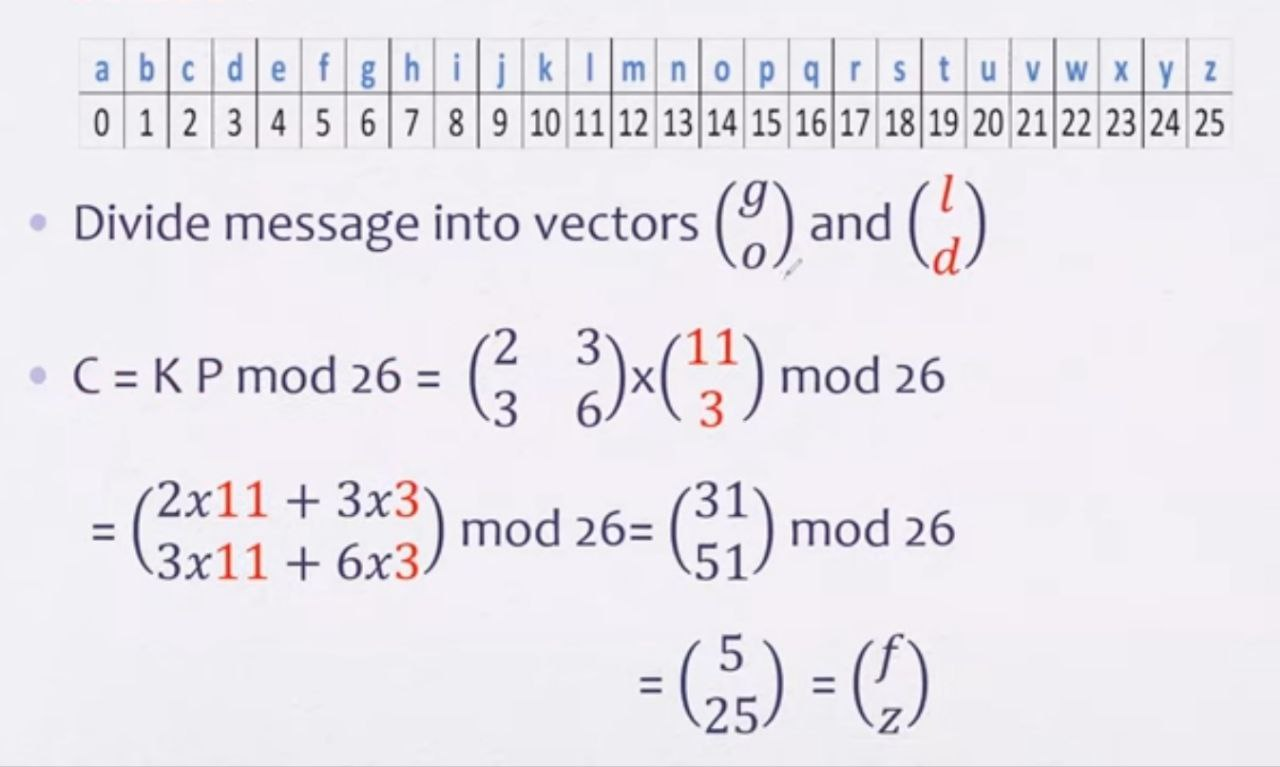 a b c d e f g h i j k l m n o p q r s t u v w x y z
0 1 2 3 4 5 6 7 8 9 10 11 12 13 14 15 16 17 18 19 20 21 22 23 24 25
• Divide message into vectors (g o) and (l d)
• C = K P mod 26 = (2 3 3 6)x(11 3) mod 26
= (2x11 + 3x3 3x11 + 6x3) mod 26= (31 51) mod 26
= (5 25) = (f z)